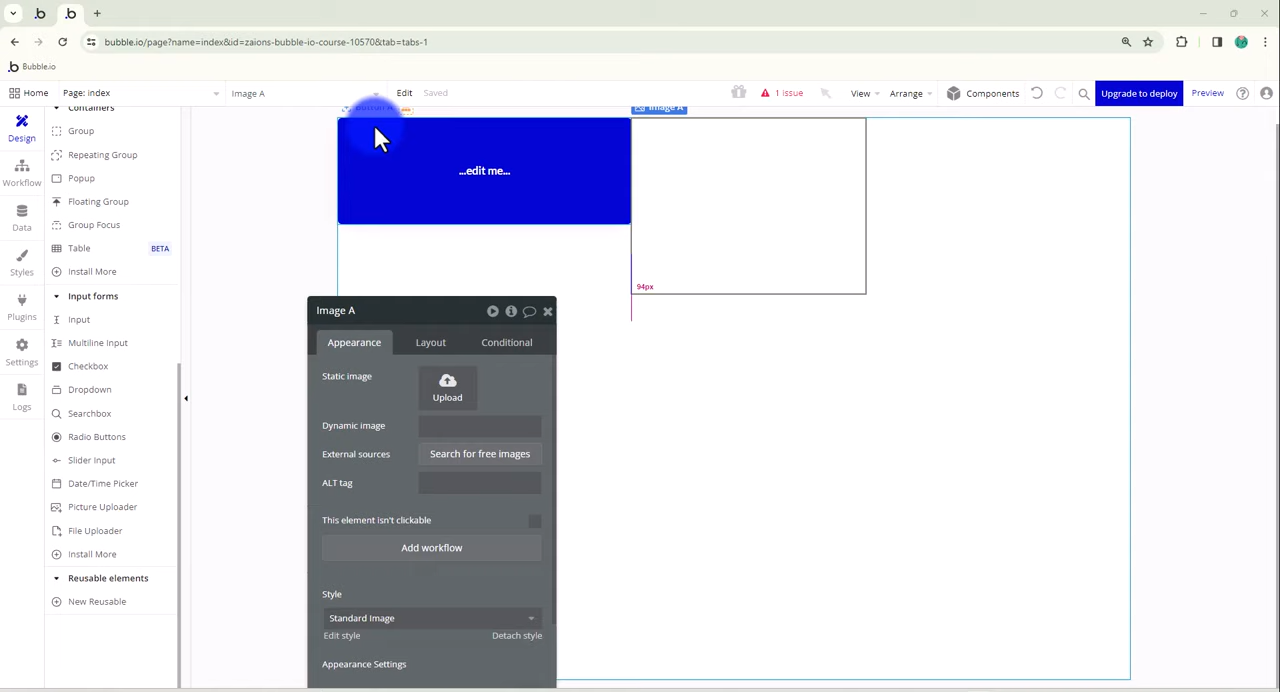 bubble.io/page?name=index&id=zaions-bubble-io-course-10570&tab=tabs-1
Bubble.io
Home
Page: index
Image A
Edit
Saved
1 issue
View
Arrange
Components
Upgrade to deploy
Preview
Design
Workflow
Data
Styles
Plugins
Settings
Logs
Containers
Group
Repeating Group
Popup
Floating Group
Group Focus
Table
BETA
Install More
Input forms
Input
Multiline Input
Checkbox
Dropdown
Searchbox
Radio Buttons
Slider Input
Date/Time Picker
Picture Uploader
File Uploader
Install More
Reusable elements
New Reusable
Button A
Image A
...edit me...
94px
Image A
Appearance
Layout
Conditional
Static image
Upload
Dynamic image
External sources
Search for free images
ALT tag
This element isn't clickable
Add workflow
Style
Standard Image
Edit style
Detach style
Appearance Settings